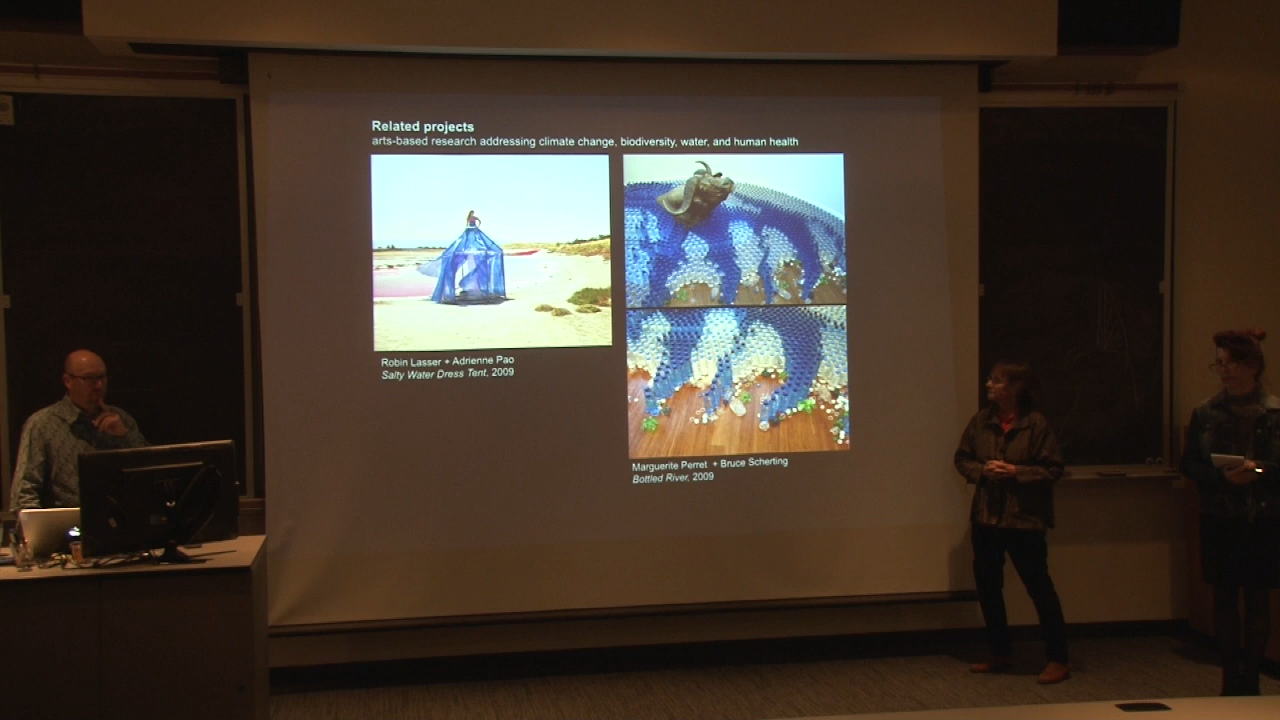 Related projects
arts-based research addressing climate change, biodiversity, water, and human health
Robin Lasser + Adrienne Pao
Salty Water Dress Tent, 2009
Marguerite Perret + Bruce Scherting
Bottled River, 2009